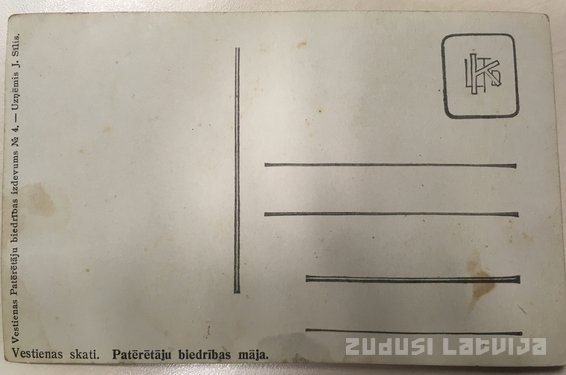 Vestienas Patērētāju biedrības izdevums № 4. — Uzņēmis J. Sīlis.
Vestienas skati. Patērētāju biedrības māja.
ZUDUSI LATVIJA